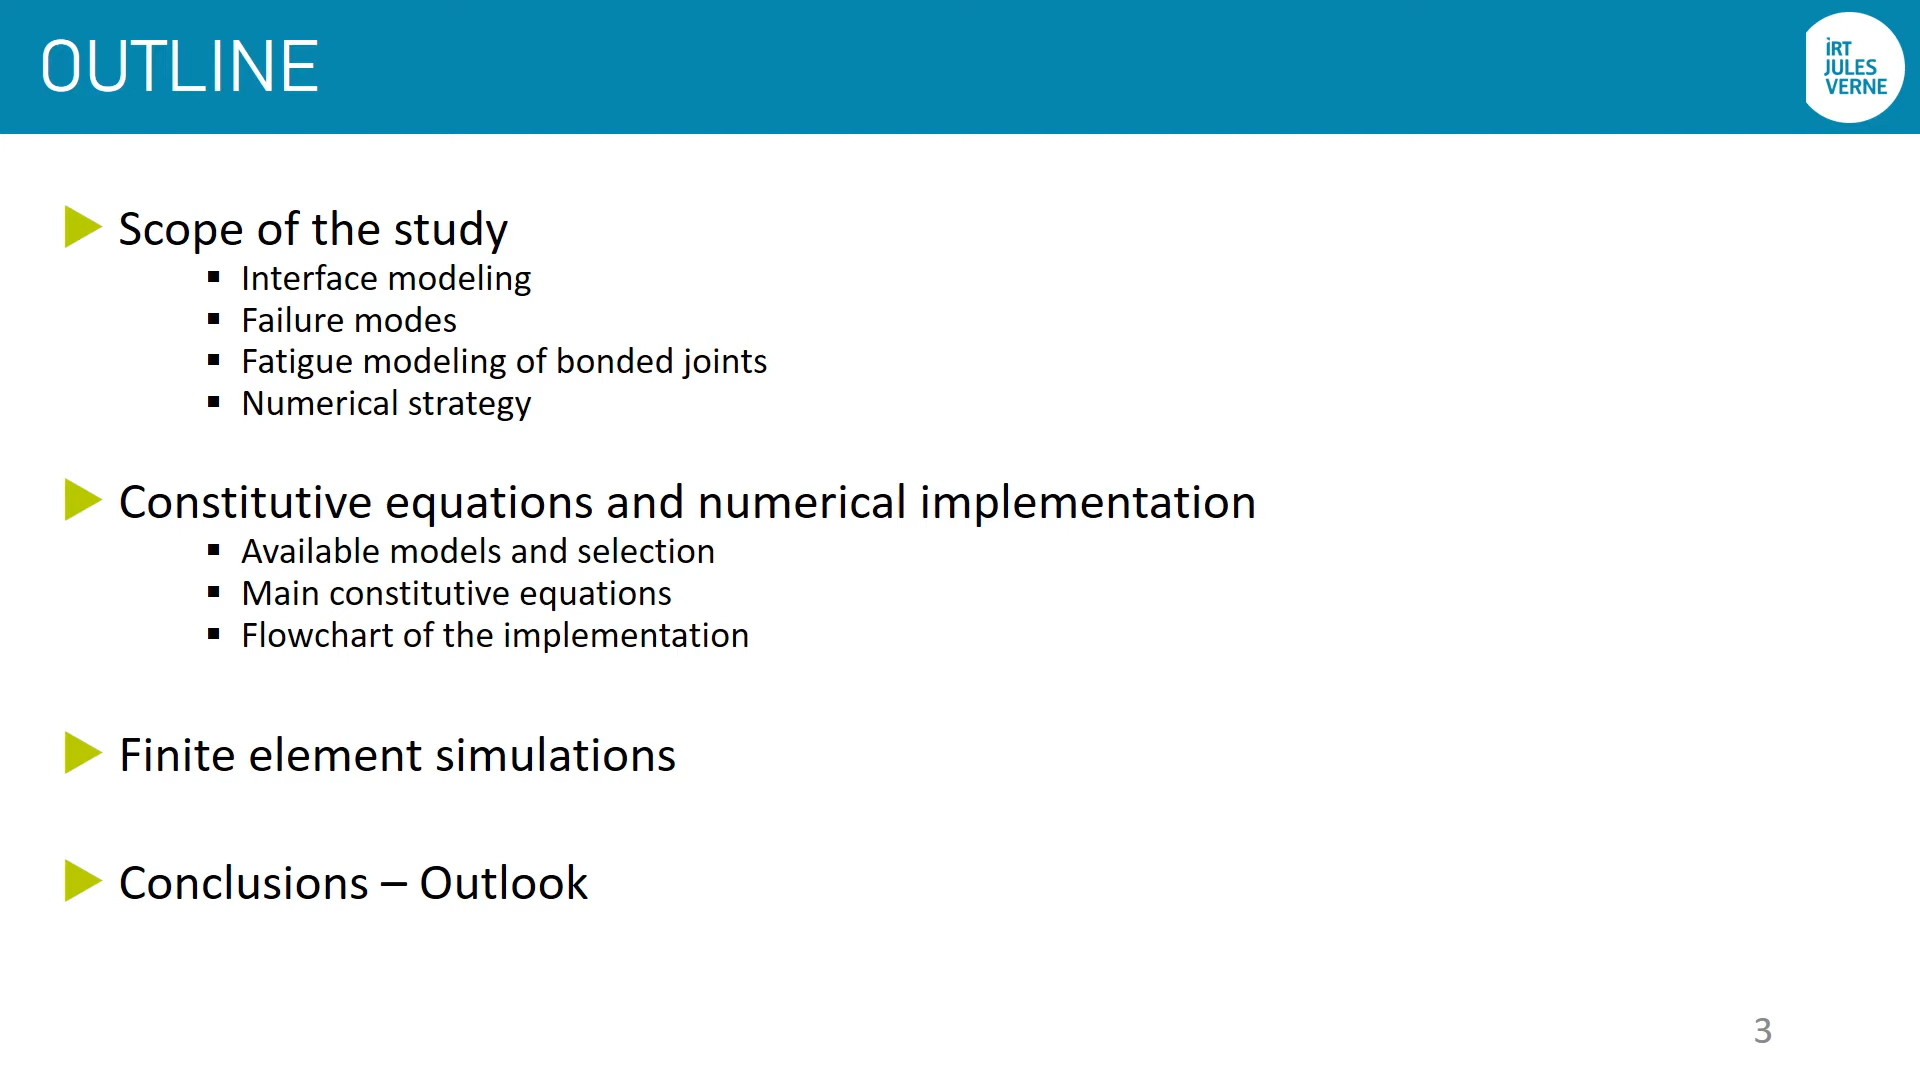 OUTLINE
iRT
JULES
VERNE
Scope of the study
▪ Interface modeling
▪ Failure modes
▪ Fatigue modeling of bonded joints
▪ Numerical strategy
Constitutive equations and numerical implementation
▪ Available models and selection
▪ Main constitutive equations
▪ Flowchart of the implementation
Finite element simulations
Conclusions – Outlook
3